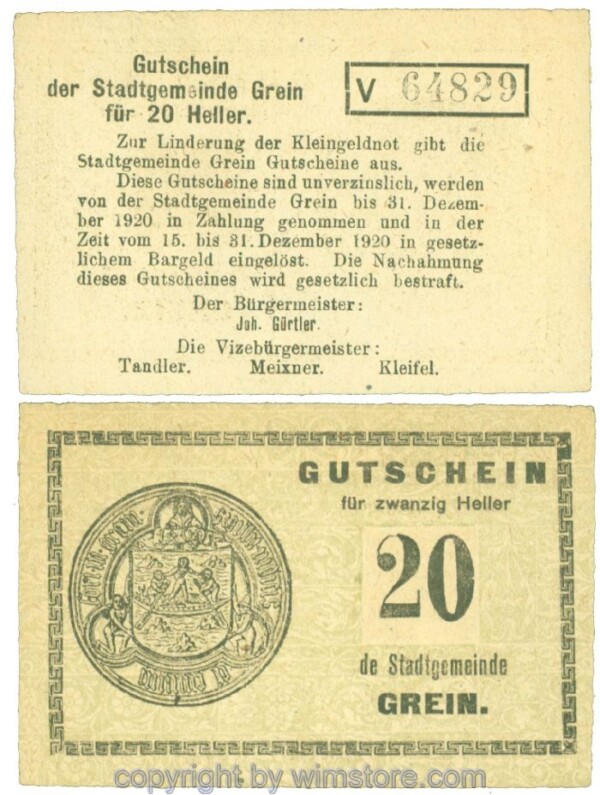 Gutschein
der Stadtgemeinde Grein
für 20 Heller.
V 64829
Zur Linderung der Kleingeldnot gibt die
Stadtgemeinde Grein Gutscheine aus.
Diese Gutscheine sind unverzinslich, werden
von der Stadtgemeinde Grein bis 31. Dezem-
ber 1920 in Zahlung genommen und in der
Zeit vom 15. bis 31. Dezember 1920 in gesetz-
lichem Bargeld eingelöst. Die Nachahmung
dieses Gutscheines wird gesetzlich bestraft.
Der Bürgermeister:
Joh. Gürtler.
Die Vizebürgermeister:
Tandler. Meixner. Kleifel.
GUTSCHEIN
für zwanzig Heller
20
de Stadtgemeinde
GREIN.
copyright by wimstore.com